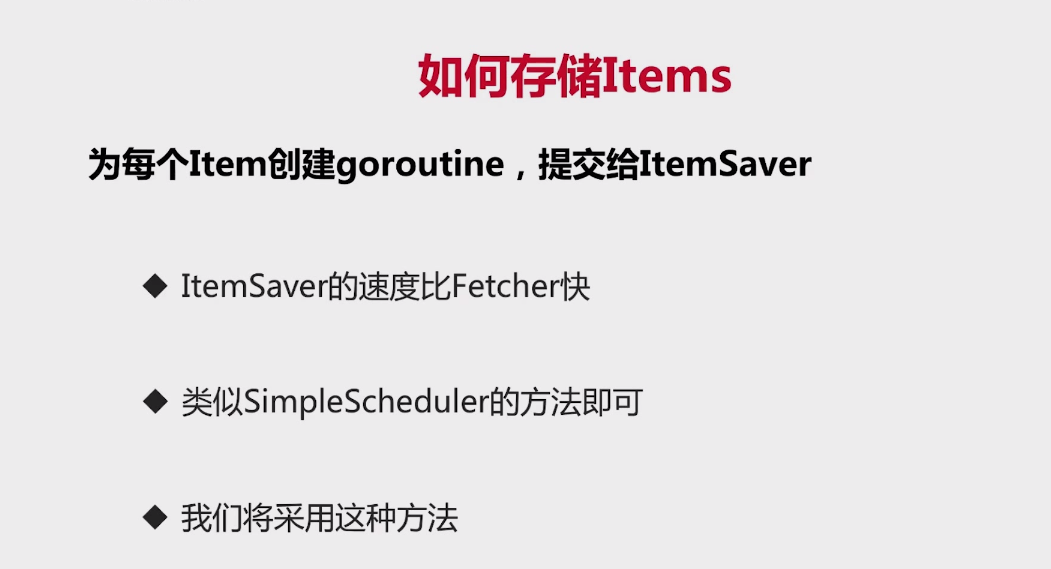 如何存储Items
为每个Item创建goroutine，提交给ItemSaver
◆ ItemSaver的速度比Fetcher快
◆ 类似SimpleScheduler的方法即可
◆ 我们将采用这种方法